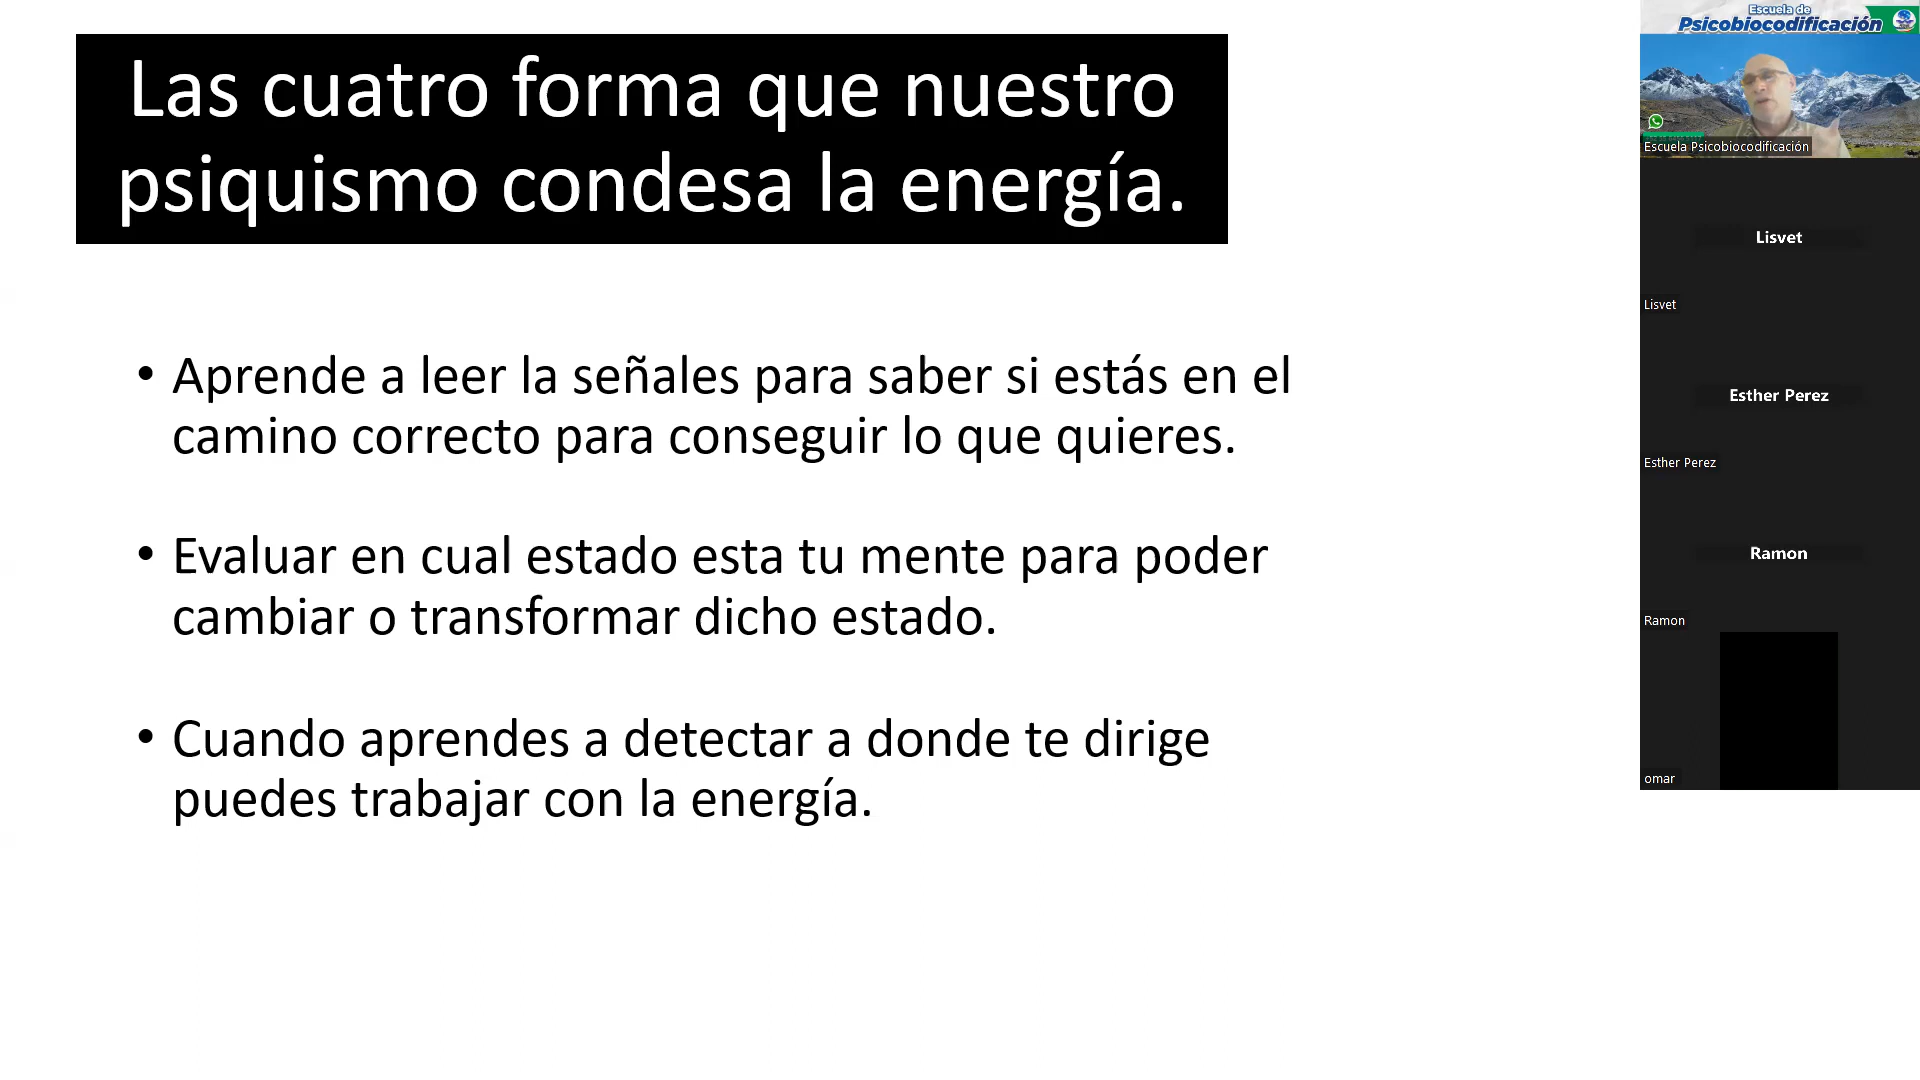 Las cuatro forma que nuestro
psiquismo condesa la energía.
• Aprende a leer la señales para saber si estás en el
camino correcto para conseguir lo que quieres.
• Evaluar en cual estado esta tu mente para poder
cambiar o transformar dicho estado.
• Cuando aprendes a detectar a donde te dirige
puedes trabajar con la energía.
Escuela de
Psicobiocodificación
Escuela Psicobiocodificación
Lisvet
Lisvet
Esther Perez
Esther Perez
Ramon
Ramon
omar